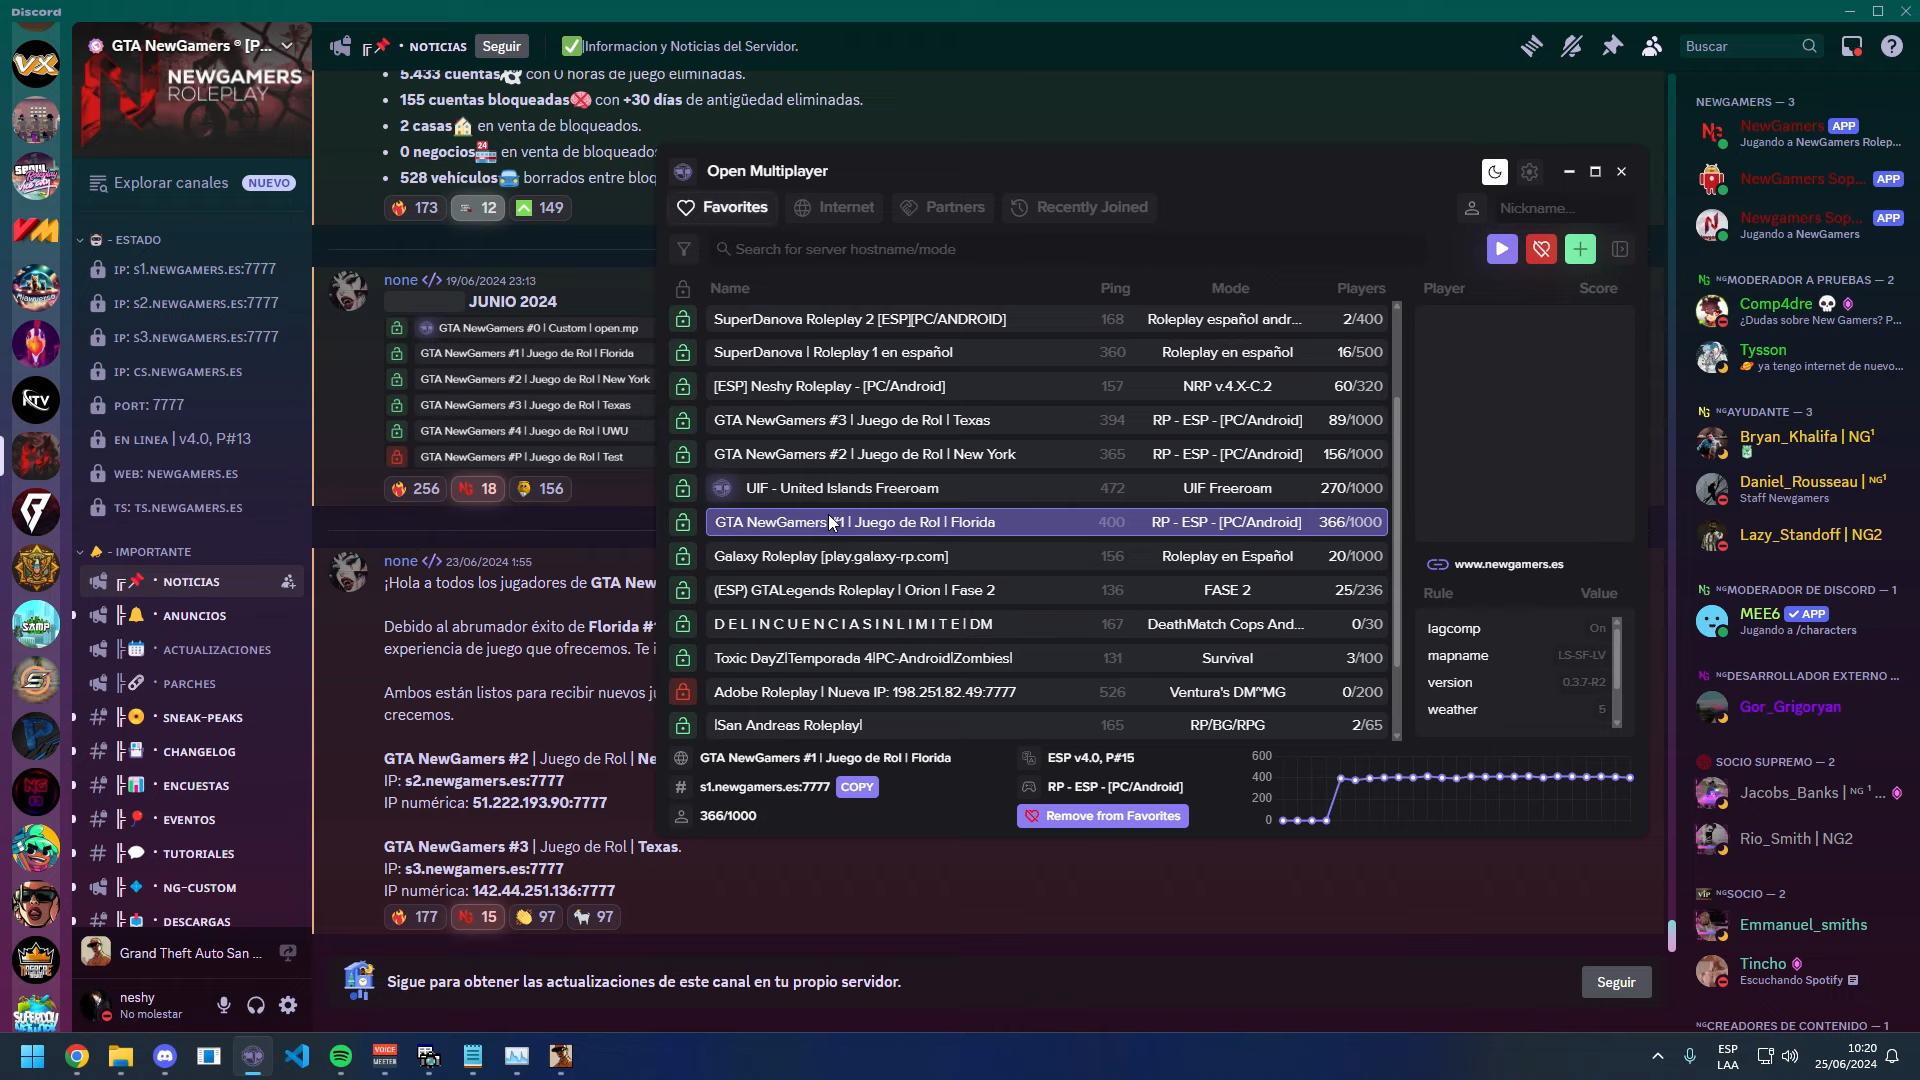 Discord
GTA NewGamers ® [P...
NEWGAMERS
ROLEPLAY
Explorar canales
NUEVO
- ESTADO
IP: S1.NEWGAMERS.ES:7777
IP: S2.NEWGAMERS.ES:7777
IP: S3.NEWGAMERS.ES:7777
IP: CS.NEWGAMERS.ES
PORT: 7777
EN LINEA | V4.0, P#13
WEB: NEWGAMERS.ES
TS: TS.NEWGAMERS.ES
- IMPORTANTE
NOTICIAS
ANUNCIOS
ACTUALIZACIONES
PARCHES
SNEAK-PEAKS
CHANGELOG
ENCUESTAS
EVENTOS
TUTORIALES
NG-CUSTOM
DESCARGAS
Grand Theft Auto San ...
neshy
No molestar
NOTICIAS
Seguir
✅|Informacion y Noticias del Servidor.
Buscar
• 5.433 cuentas con 0 horas de juego eliminadas.
• 155 cuentas bloqueadas con +30 días de antigüedad eliminadas.
• 2 casas en venta de bloqueados.
• 0 negocios en venta de bloqueados
• 528 vehículos borrados entre bloq
173 12 149
none </> 19/06/2024 23:13
JUNIO 2024
GTA NewGamers #0 | Custom | open.mp
GTA NewGamers #1 | Juego de Rol | Florida
GTA NewGamers #2 | Juego de Rol | New York
GTA NewGamers #3 | Juego de Rol | Texas
GTA NewGamers #4 | Juego de Rol | UWU
GTA NewGamers #P | Juego de Rol | Test
256 18 156
none </> 23/06/2024 1:55
¡Hola a todos los jugadores de GTA New
Debido al abrumador éxito de Florida #1
experiencia de juego que ofrecemos. Te i
Ambos están listos para recibir nuevos ju
crecemos.
GTA NewGamers #2 | Juego de Rol | Ne
IP: s2.newgamers.es:7777
IP numérica: 51.222.193.90:7777
GTA NewGamers #3 | Juego de Rol | Texas.
IP: s3.newgamers.es:7777
IP numérica: 142.44.251.136:7777
177 15 97 97
Sigue para obtener las actualizaciones de este canal en tu propio servidor.
Seguir
Open Multiplayer
Favorites Internet Partners Recently Joined
Nickname...
Search for server hostname/mode
Name Ping Mode Players
SuperDanova Roleplay 2 [ESP][PC/ANDROID] 168 Roleplay español andr... 2/400
SuperDanova | Roleplay 1 en español 360 Roleplay en español 16/500
[ESP] Neshy Roleplay - [PC/Android] 157 NRP v.4.X-C.2 60/320
GTA NewGamers #3 | Juego de Rol | Texas 394 RP - ESP - [PC/Android] 89/1000
GTA NewGamers #2 | Juego de Rol | New York 365 RP - ESP - [PC/Android] 156/1000
UIF - United Islands Freeroam 472 UIF Freeroam 270/1000
GTA NewGamers #1 | Juego de Rol | Florida 400 RP - ESP - [PC/Android] 366/1000
Galaxy Roleplay [play.galaxy-rp.com] 156 Roleplay en Español 20/1000
(ESP) GTALegends Roleplay | Orion | Fase 2 136 FASE 2 25/236
D E L I N C U E N C I A S I N L I M I T E | DM 167 DeathMatch Cops And... 0/30
Toxic DayZ|Temporada 4|PC-Android|Zombies| 131 Survival 3/100
Adobe Roleplay | Nueva IP: 198.251.82.49:7777 526 Ventura's DM~MG 0/200
|San Andreas Roleplay| 165 RP/BG/RPG 2/65
Player Score
www.newgamers.es
Rule Value
lagcomp On
mapname LS-SF-LV
version 0.3.7-R2
weather 5
GTA NewGamers #1 | Juego de Rol | Florida
s1.newgamers.es:7777 COPY
366/1000
ESP v4.0, P#15
RP - ESP - [PC/Android]
Remove from Favorites
600
400
200
0
NEWGAMERS — 3
NewGamers APP
Jugando a NewGamers Rolep...
NewGamers Sop... APP
Newgamers Sop... APP
Jugando a NewGamers
NGMODERADOR A PRUEBAS — 2
Comp4dre
¿Dudas sobre New Games? P...
Tysson
ya tengo internet de nuevo...
NGAYUDANTE — 3
Bryan_Khalifa | NG¹
Daniel_Rousseau | NG¹
Staff Newgamers
Lazy_Standoff | NG2
NGMODERADOR DE DISCORD — 1
MEE6 APP
Jugando a /characters
NGDESARROLLADOR EXTERNO ...
Gor_Grigoryan
SOCIO SUPREMO — 2
Jacobs_Banks | NG ¹ ...
Rio_Smith | NG2
NGSOCIO — 2
Emmanuel_smiths
Tincho
Escuchando Spotify
NGCREADORES DE CONTENIDO — 1
ESP
LAA
10:20
25/06/2024